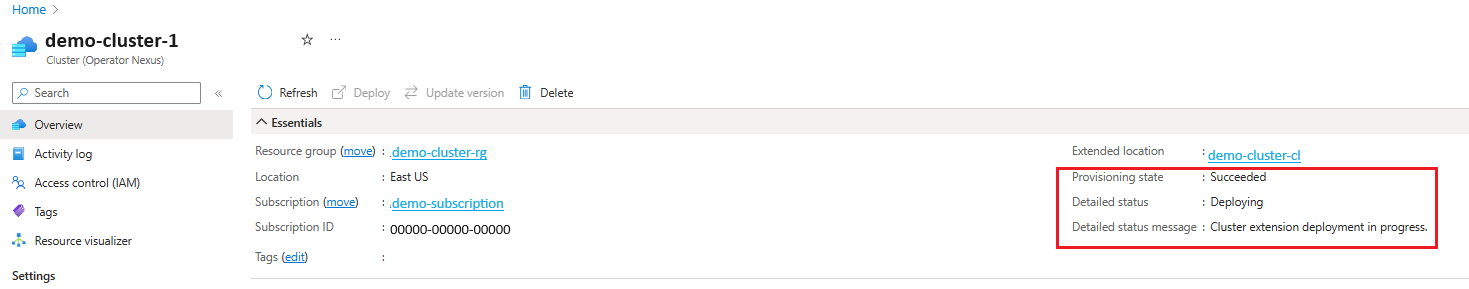 Home >
demo-cluster-1
Cluster (Operator Nexus)
☆ ...
Search «
Refresh Deploy Update version Delete
Overview
Activity log
Access control (IAM)
Tags
Resource visualizer
Settings
Essentials
Resource group (move) : demo-cluster-rg
Location : East US
Subscription (move) : demo-subscription
Subscription ID : 00000-00000-00000
Tags (edit) :
Extended location : demo-cluster-cl
Provisioning state : Succeeded
Detailed status : Deploying
Detailed status message : Cluster extension deployment in progress.